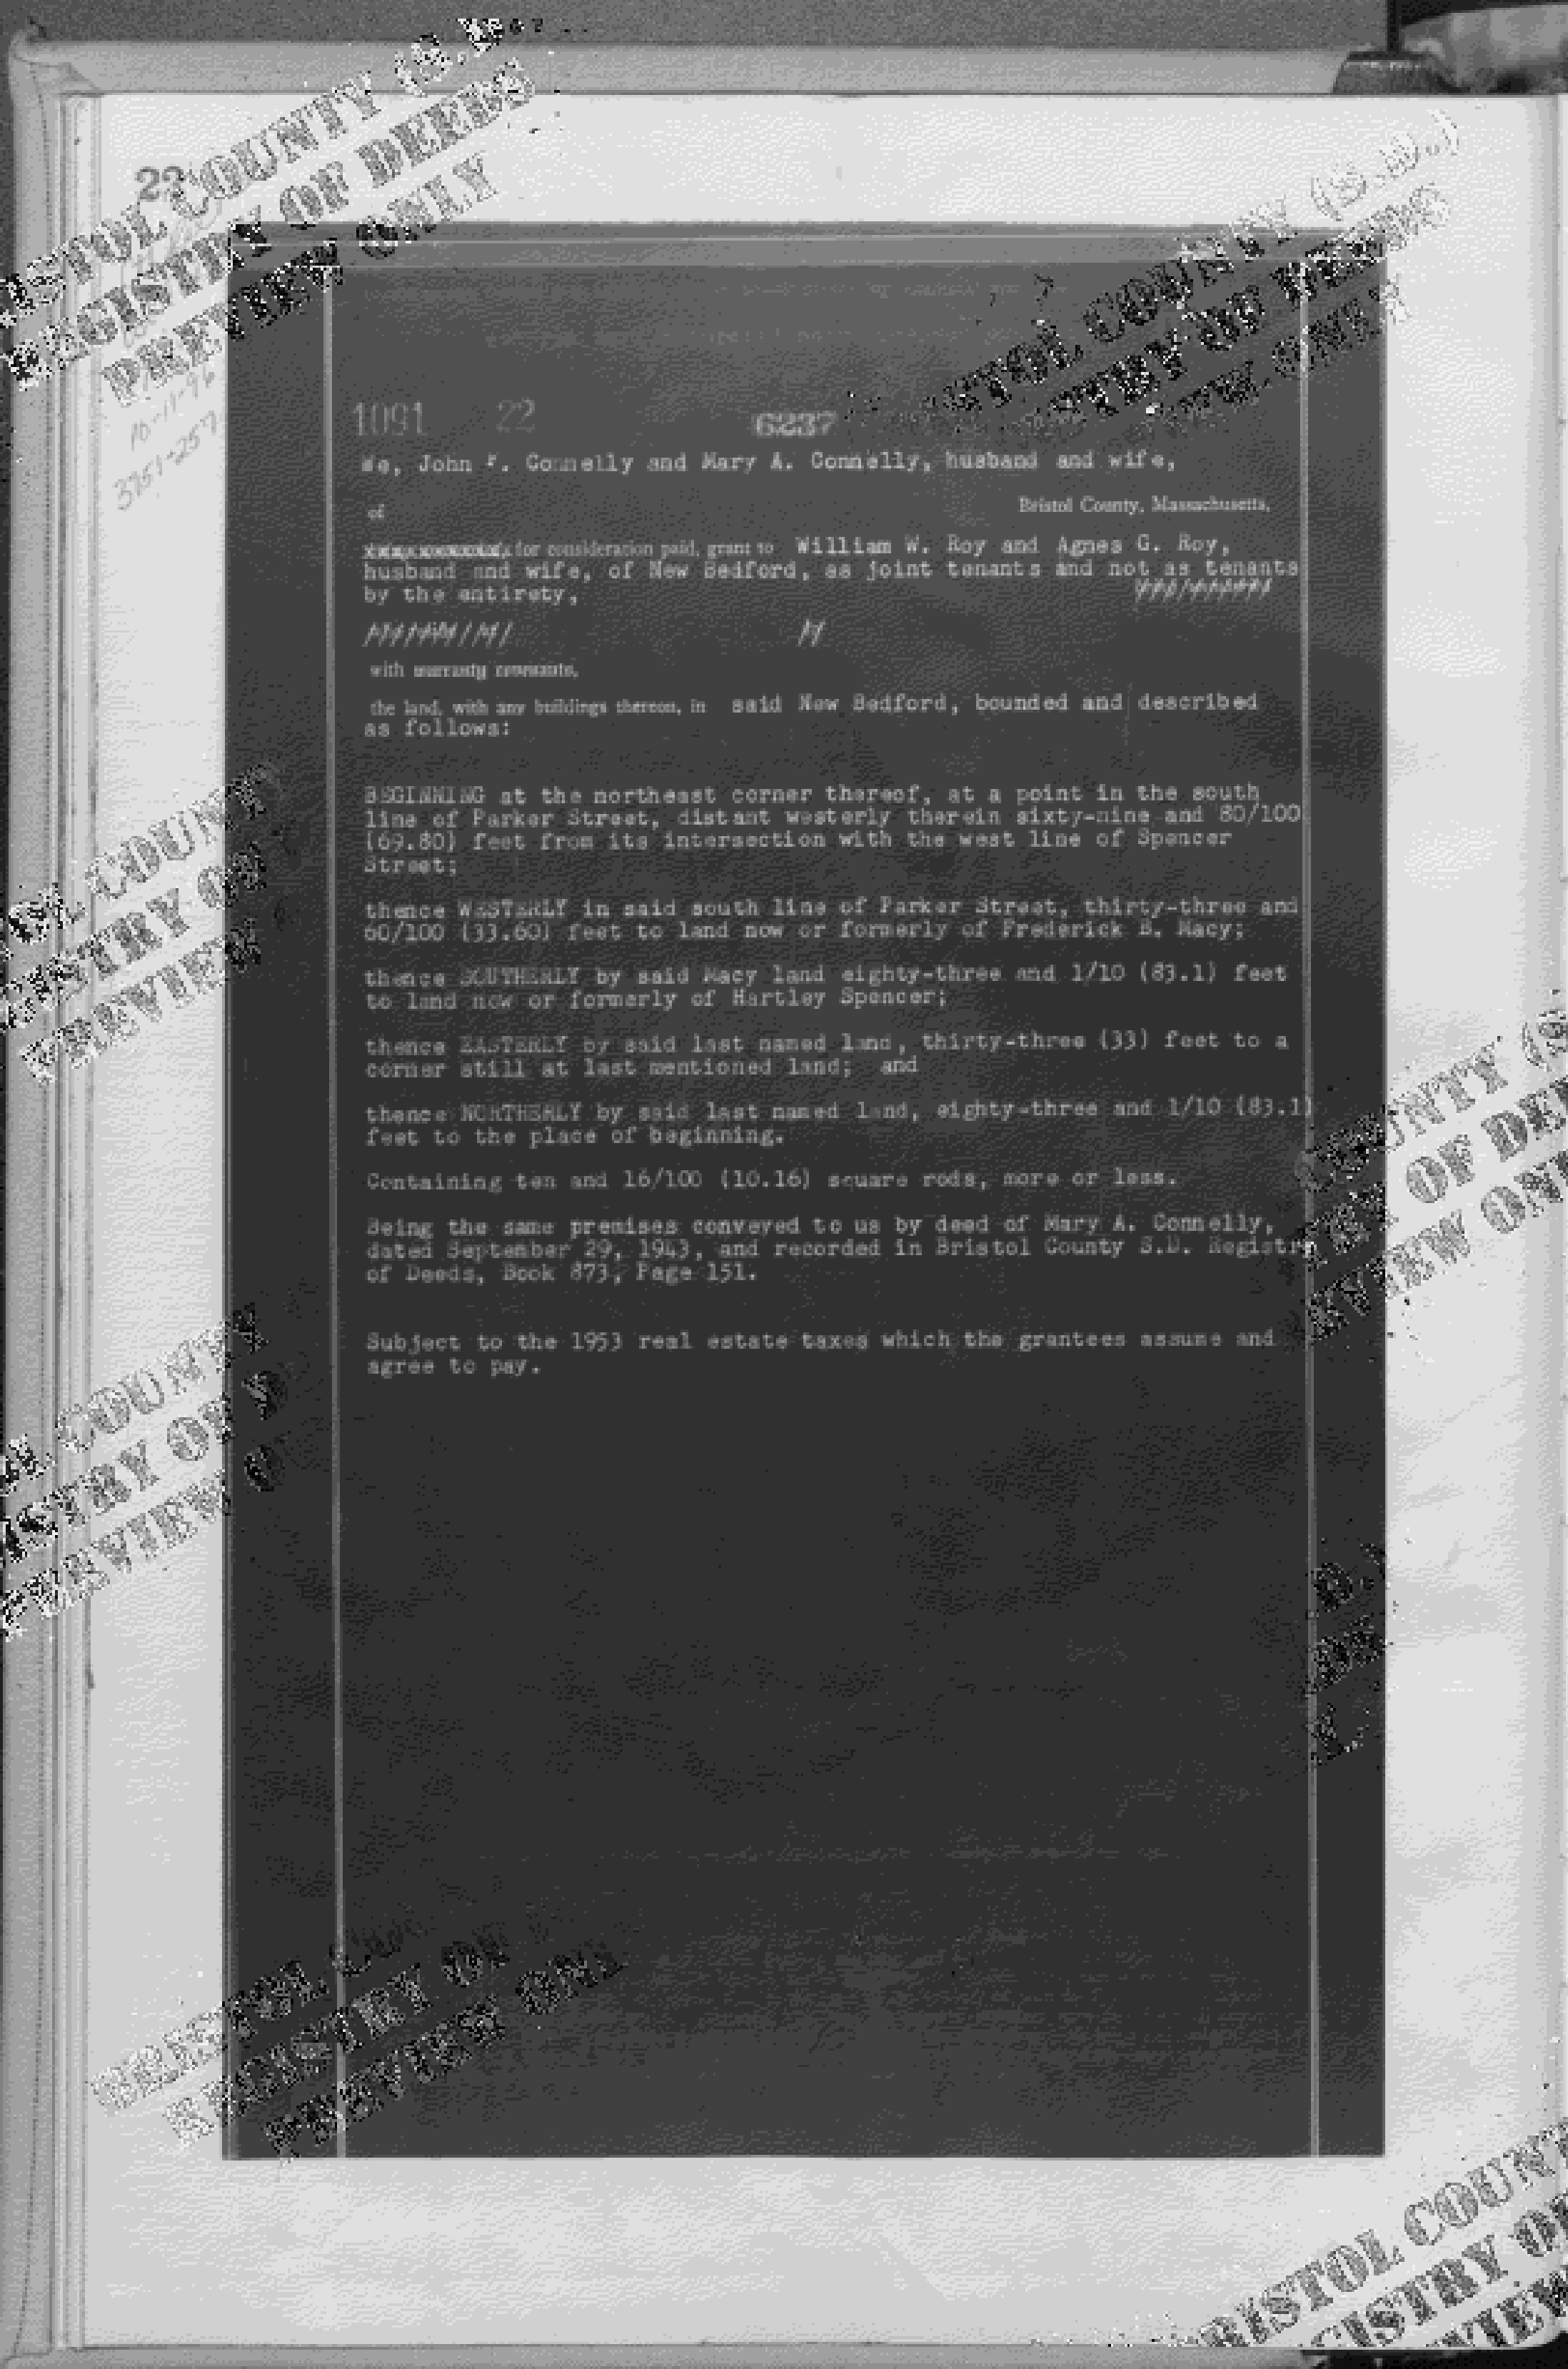 22
10-11-96
3751-257
1091 22 6237
We, John F. Connelly and Mary A. Connelly, husband and wife,
of Bristol County, Massachusetts,
for consideration paid, grant to William W. Roy and Agnes G. Roy,
husband and wife, of New Bedford, as joint tenants and not as tenants
by the entirety,
with warranty covenants,
the land, with any buildings thereon, in said New Bedford, bounded and described
as follows:
BEGINNING at the northeast corner thereof, at a point in the south
line of Parker Street, distant westerly therein sixty-nine and 80/100
(69.80) feet from its intersection with the west line of Spencer
Street;
thence WESTERLY in said south line of Parker Street, thirty-three and
60/100 (33.60) feet to land now or formerly of Frederick B. Macy;
thence SOUTHERLY by said Macy land eighty-three and 1/10 (83.1) feet
to land now or formerly of Hartley Spencer;
thence EASTERLY by said last named land, thirty-three (33) feet to a
corner still at last mentioned land; and
thence NORTHERLY by said last named land, eighty-three and 1/10 (83.1)
feet to the place of beginning.
Containing ten and 16/100 (10.16) square rods, more or less.
Being the same premises conveyed to us by deed of Mary A. Connelly,
dated September 29, 1943, and recorded in Bristol County S.D. Registry
of Deeds, Book 873, Page 151.
Subject to the 1953 real estate taxes which the grantees assume and
agree to pay.